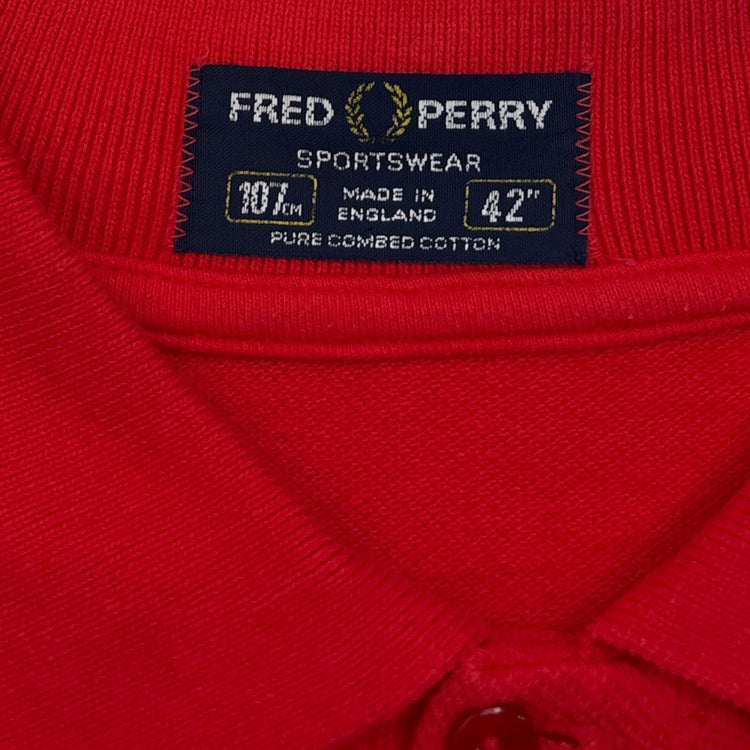 FRED PERRY
SPORTSWEAR
107CM MADE IN ENGLAND 42"
PURE COMBED COTTON